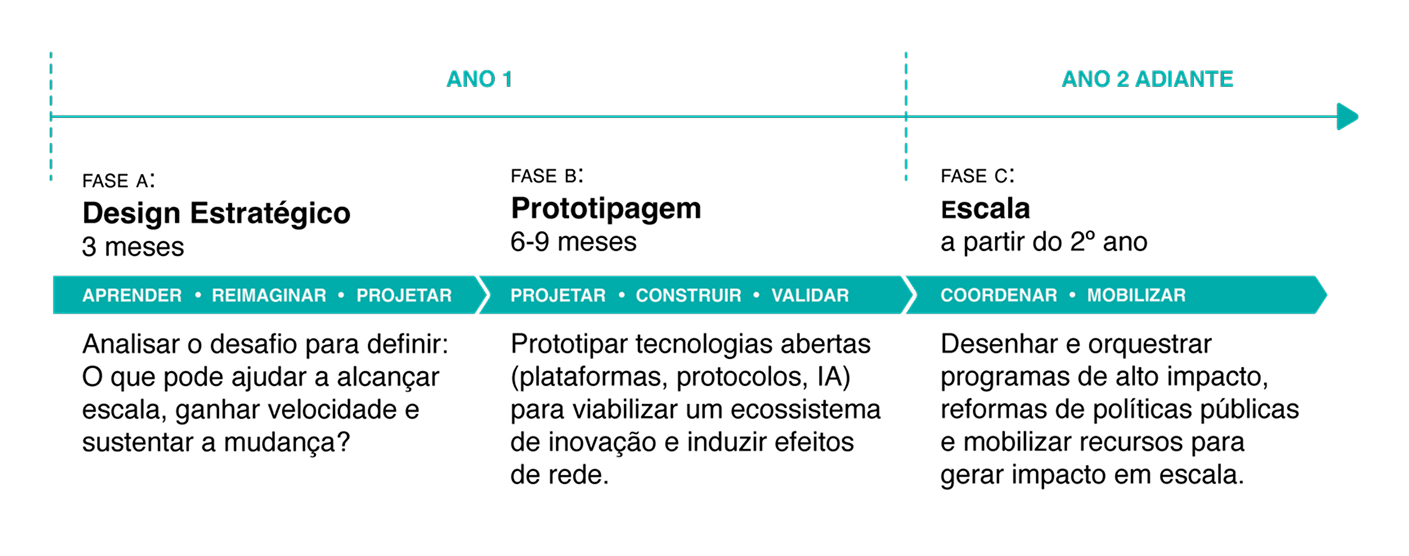 ANO 1
ANO 2 ADIANTE
FASE A:
Design Estratégico
3 meses
APRENDER • REIMAGINAR • PROJETAR
Analisar o desafio para definir:
O que pode ajudar a alcançar
escala, ganhar velocidade e
sustentar a mudança?
FASE B:
Prototipagem
6-9 meses
PROJETAR • CONSTRUIR • VALIDAR
Prototipar tecnologias abertas
(plataformas, protocolos, IA)
para viabilizar um ecossistema
de inovação e induzir efeitos
de rede.
FASE C:
Escala
a partir do 2º ano
COORDENAR • MOBILIZAR
Desenhar e orquestrar
programas de alto impacto,
reformas de políticas públicas
e mobilizar recursos para
gerar impacto em escala.